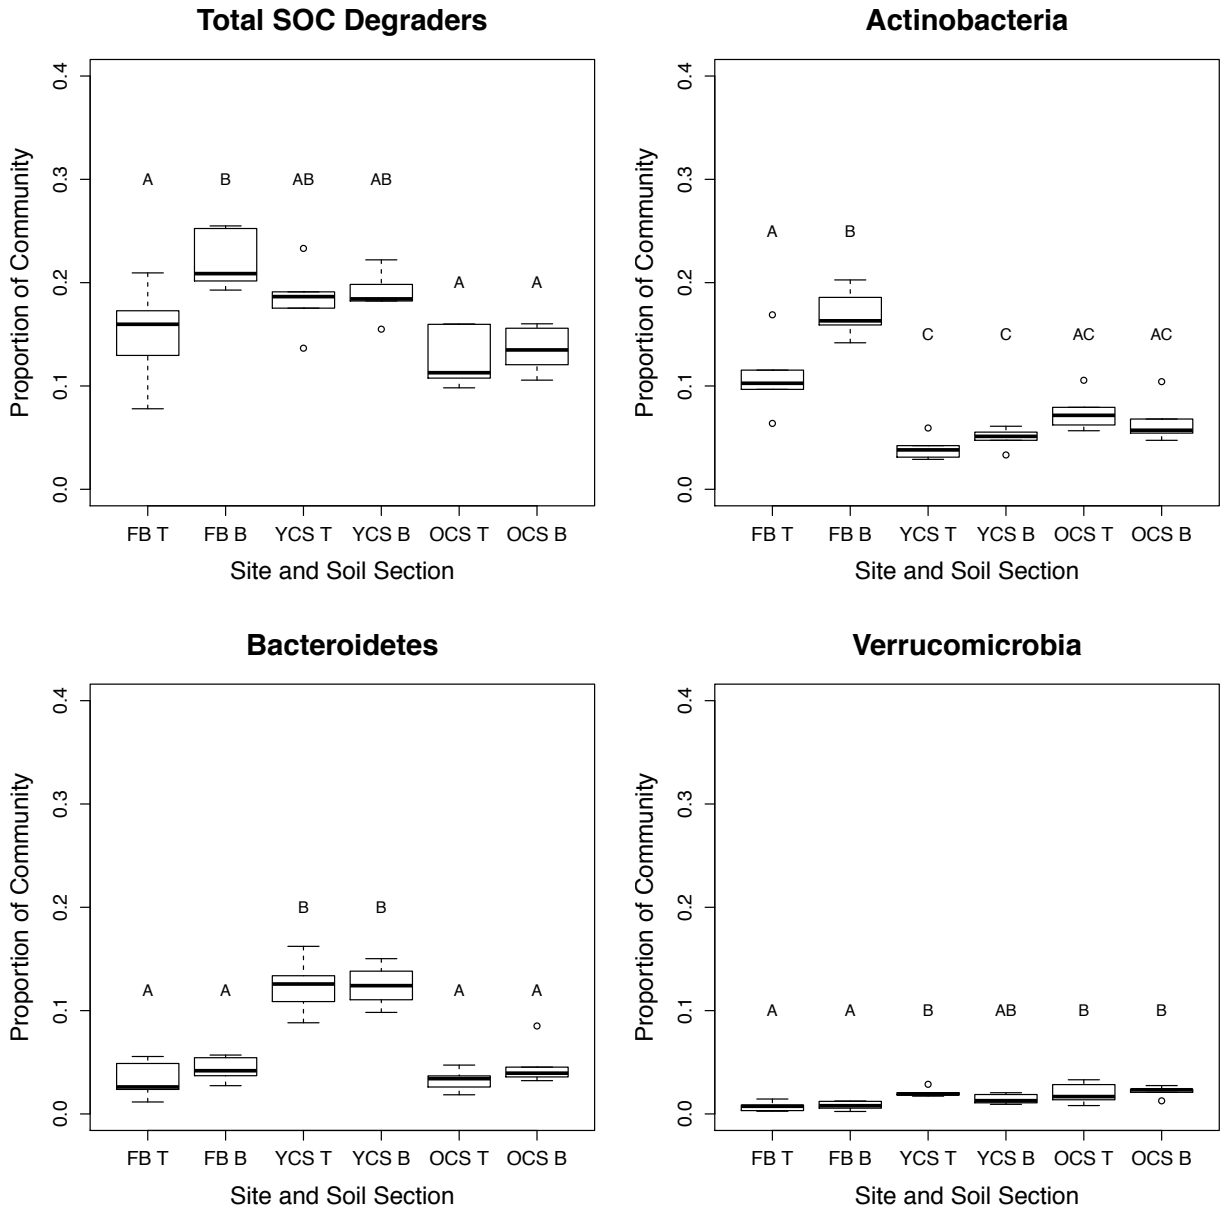 Total SOC Degraders
Proportion of Community
0.4
0.3
0.2
0.1
0.0
A B AB AB A A
FB T FB B YCS T YCS B OCS T OCS B
Site and Soil Section
Actinobacteria
Proportion of Community
0.4
0.3
0.2
0.1
0.0
A B C C AC AC
FB T FB B YCS T YCS B OCS T OCS B
Site and Soil Section
Bacteroidetes
Proportion of Community
0.4
0.3
0.2
0.1
0.0
A A B B A A
FB T FB B YCS T YCS B OCS T OCS B
Site and Soil Section
Verrucomicrobia
Proportion of Community
0.4
0.3
0.2
0.1
0.0
A A B AB B B
FB T FB B YCS T YCS B OCS T OCS B
Site and Soil Section